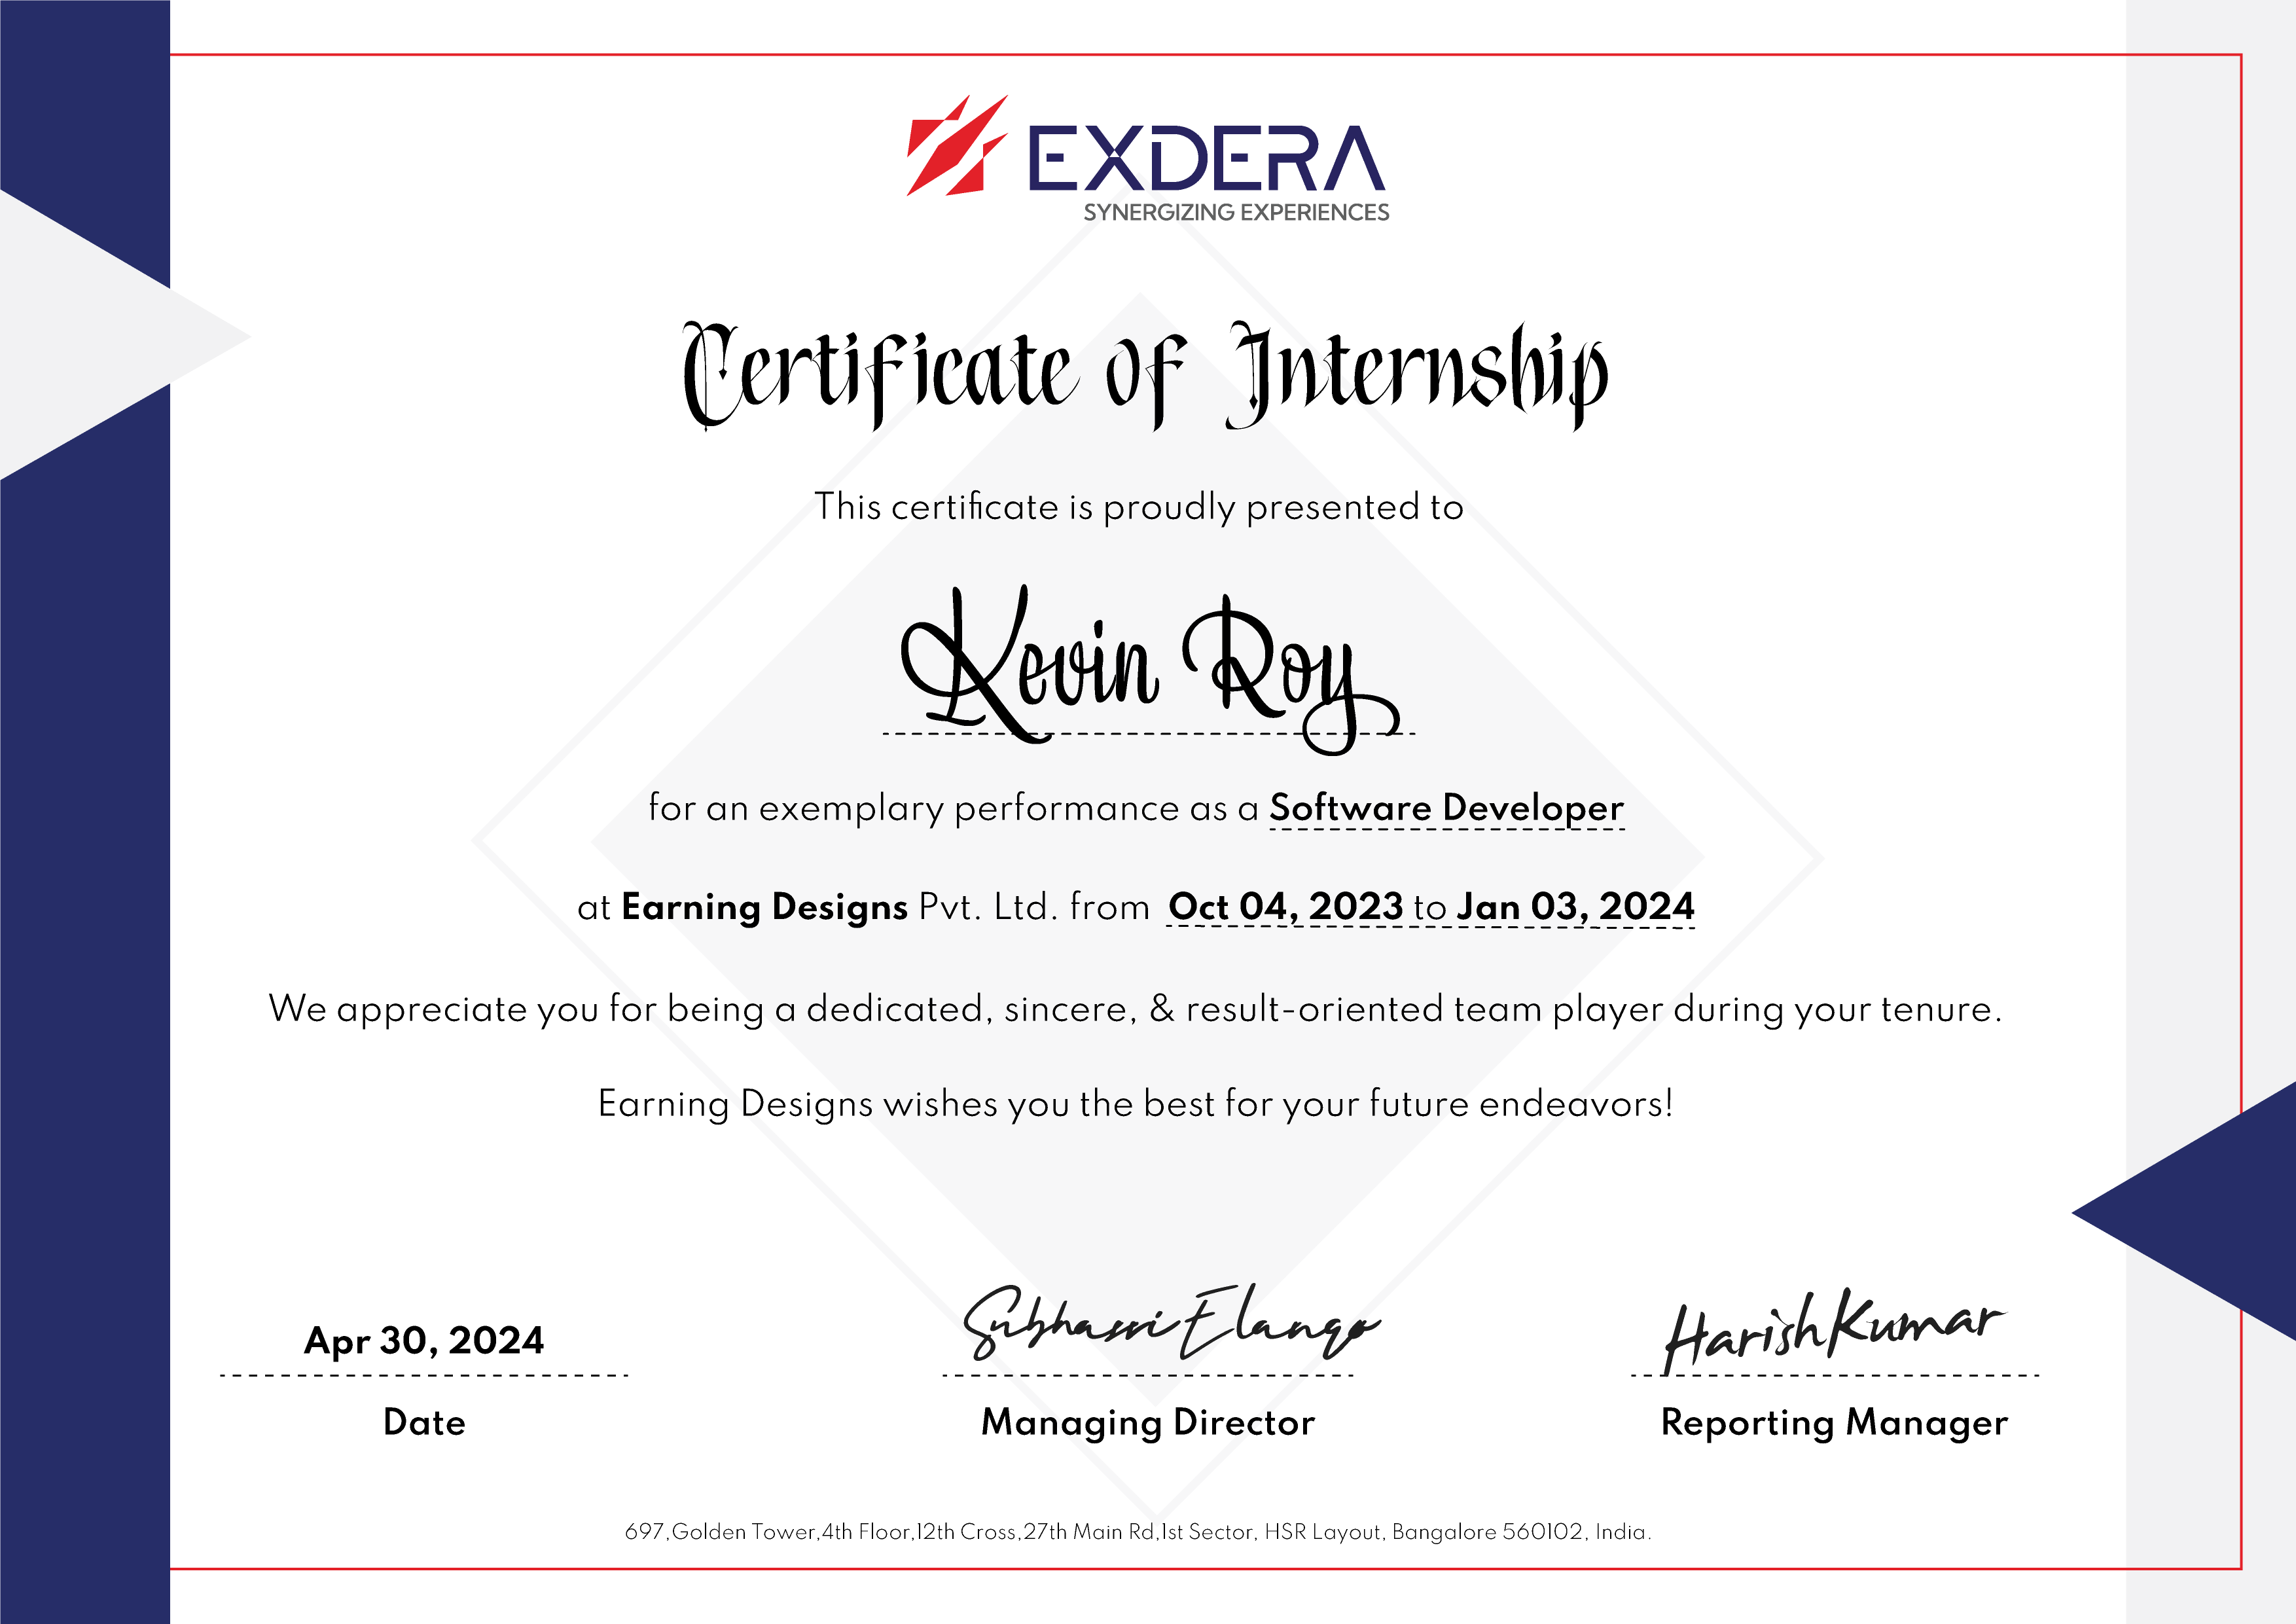 EXDERA
SYNERGIZING EXPERIENCES
Certificate of Internship
This certificate is proudly presented to
Kevin Roy
for an exemplary performance as a Software Developer
at Earning Designs Pvt. Ltd. from Oct 04, 2023 to Jan 03, 2024
We appreciate you for being a dedicated, sincere, & result-oriented team player during your tenure.
Earning Designs wishes you the best for your future endeavors!
Apr 30, 2024
Elango
Harish Kumar
Date
Managing Director
Reporting Manager
697,Golden Tower,4th Floor,12th Cross,27th Main Rd,1st Sector, HSR Layout, Bangalore 560102, India.